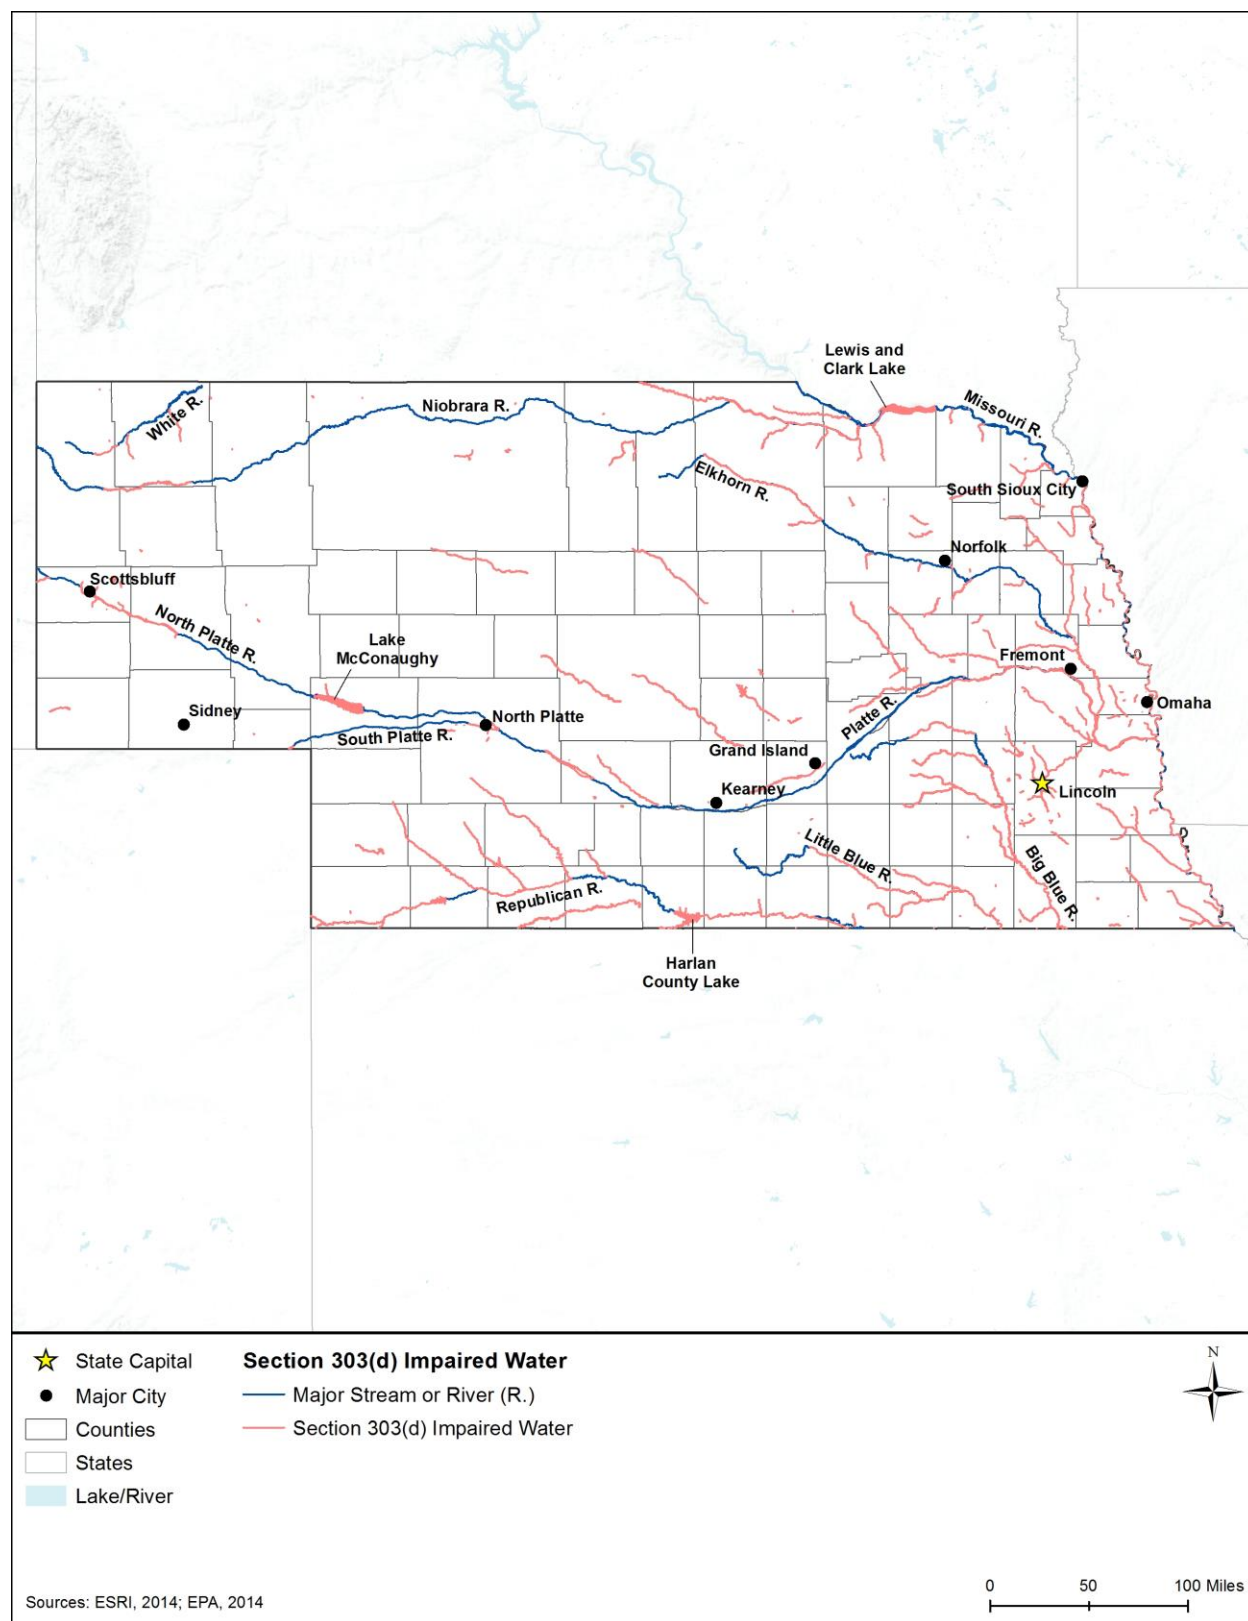 Lewis and
Clark Lake
Missouri R.
White R.
Niobrara R.
Elkhorn R.
South Sioux City
Norfolk
Scottsbluff
North Platte R.
Lake
McConaughy
Fremont
Sidney
North Platte
South Platte R.
Platte R.
Omaha
Grand Island
Kearney
Lincoln
Little Blue R.
Big Blue R.
Republican R.
Harlan
County Lake
State Capital
Major City
Counties
States
Lake/River
Section 303(d) Impaired Water
Major Stream or River (R.)
Section 303(d) Impaired Water
N
0 50 100 Miles
Sources: ESRI, 2014; EPA, 2014